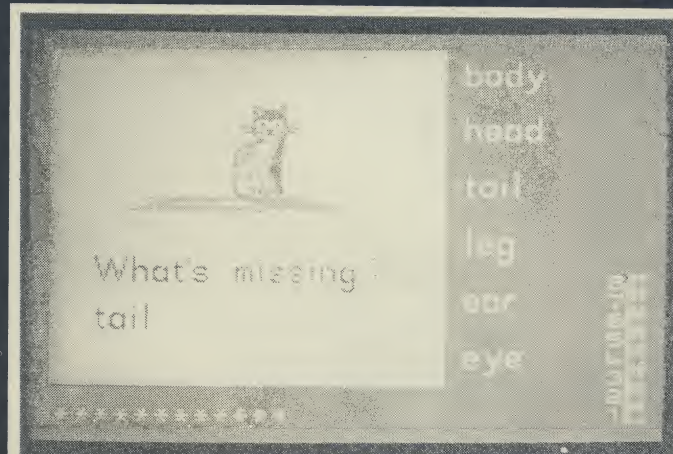 What's missing?
tail
body
head
tail
leg
ear
eye
************